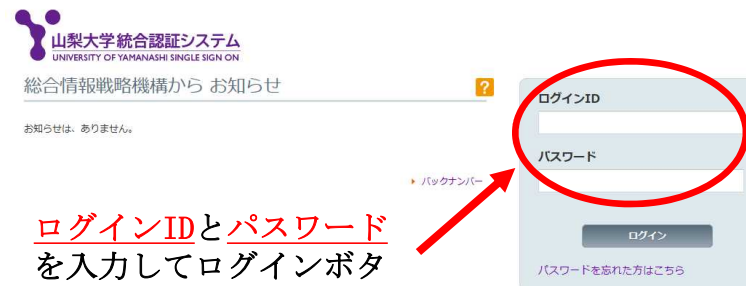 山梨大学統合認証システム
UNIVERSITY OF YAMANASHI SINGLE SIGN ON
総合情報戦略機構から お知らせ
?
お知らせは、ありません。
バックナンバー
ログインID
パスワード
ログイン
パスワードを忘れた方はこちら
ログインIDとパスワード
を入力してログインボタ